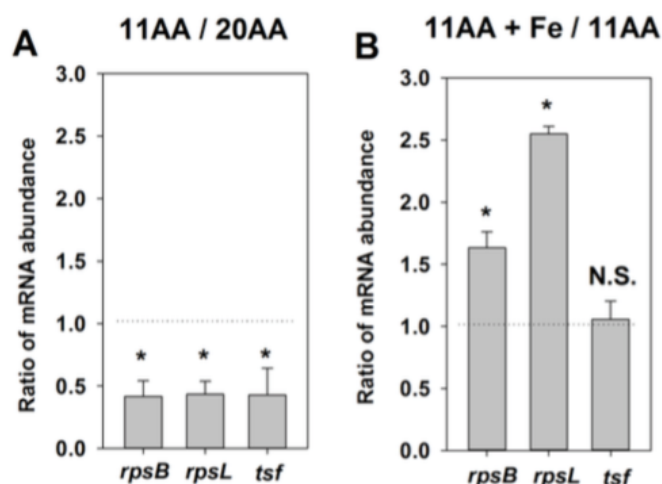 A
11AA / 20AA
Ratio of mRNA abundance
3.0
2.5
2.0
1.5
1.0
0.5
0.0
* * *
rpsB rpsL tsf
B
11AA + Fe / 11AA
Ratio of mRNA abundance
3.0
2.5
2.0
1.5
1.0
0.5
0.0
*
*
N.S.
rpsB rpsL tsf